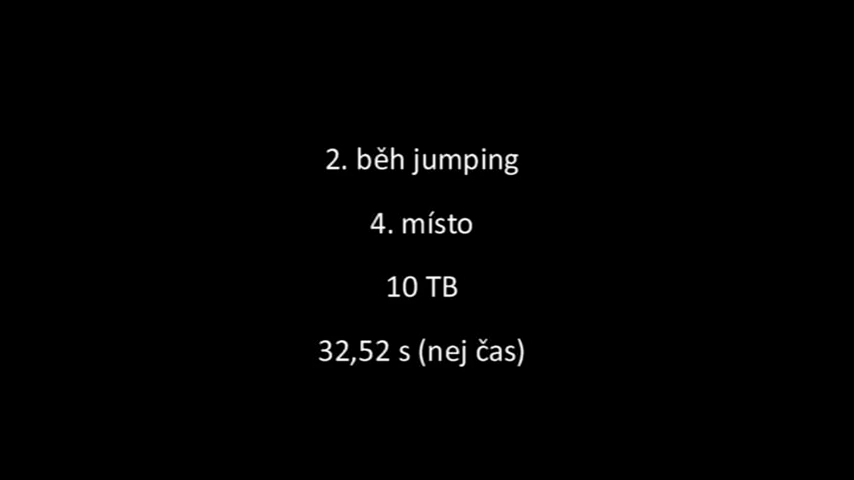 2. běh jumping
4. místo
10 TB
32,52 s (nej čas)